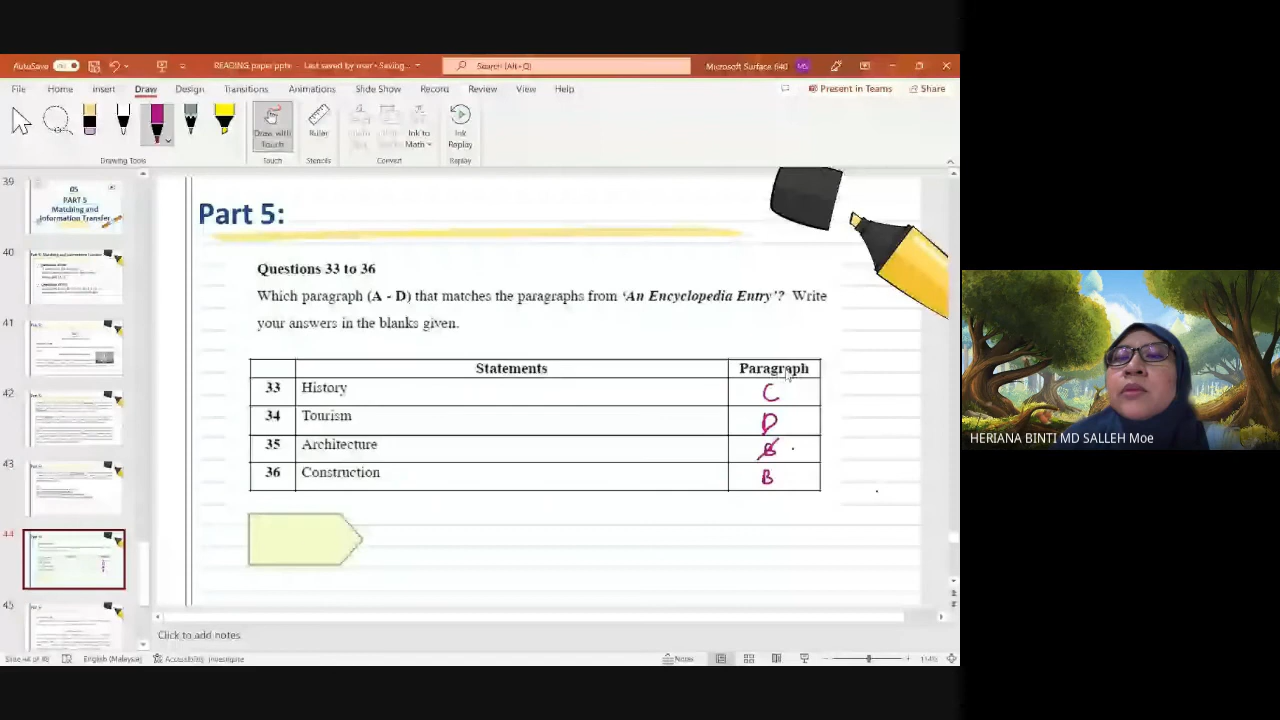 AutoSave
READING paper.pptx - Last saved by user • Saving...
Search (Alt+Q)
Microsoft Surface (64)
MS
File Home Insert Draw Design Transitions Animations Slide Show Record Review View Help
Present in Teams
Share
Draw with Touch
Ruler
Ink to Math
Ink Replay
Drawing Tools
Touch
Stencils
Convert
Replay
39
05
PART 5
Matching and
Information Transfer
40
41
42
43
44
45
Part 5:
Questions 33 to 36
Which paragraph (A - D) that matches the paragraphs from ‘An Encyclopedia Entry’? Write
your answers in the blanks given.
Statements Paragraph
33 History C
34 Tourism D
35 Architecture B
36 Construction B
HERIANA BINTI MD SALLEH Moe
Click to add notes
English (Malaysia)
Accessibility: Investigate
Notes
114%